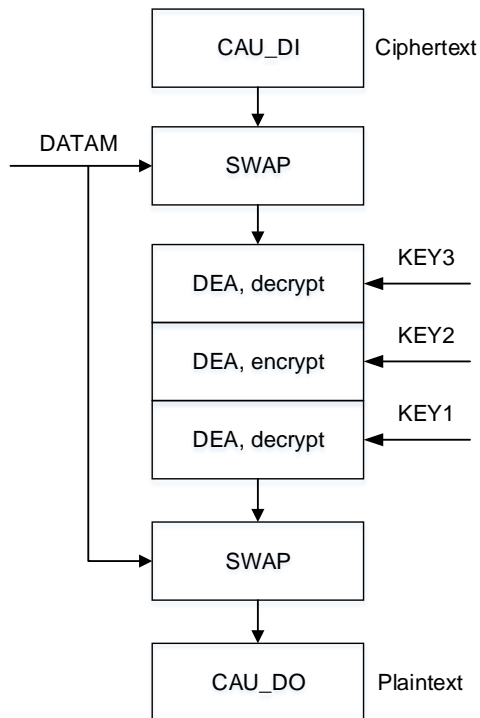 CAU_DI
Ciphertext
DATAM
SWAP
KEY3
DEA, decrypt
KEY2
DEA, encrypt
KEY1
DEA, decrypt
SWAP
CAU_DO
Plaintext